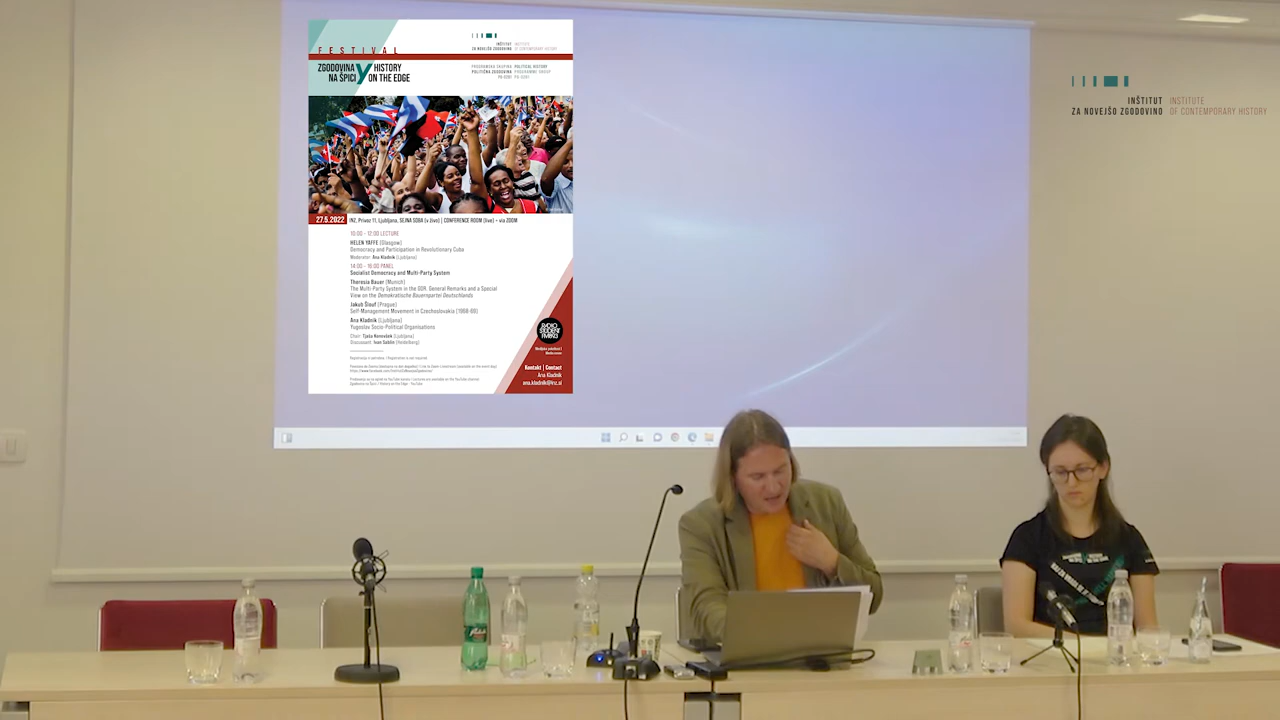 FESTIVAL
ZGODOVINA
NA ŠPICI
HISTORY
ON THE EDGE
INŠTITUT
ZA NOVEJŠO ZGODOVINO
INSTITUTE
OF CONTEMPORARY HISTORY
PROGRAMSKA SKUPINA
POLITIČNA ZGODOVINA
P6-0281
POLITICAL HISTORY
PROGRAMME GROUP
P6-0281
27.5.2022
INZ, Privoz 11, Ljubljana, SEJNA SOBA (v živo) | CONFERENCE ROOM (live) + via ZOOM
10:00 - 12:00 LECTURE
HELEN YAFFE (Glasgow)
Democracy and Participation in Revolutionary Cuba
Moderator: Ana Kladnik (Ljubljana)
14:00 - 16:00 PANEL
Socialist Democracy and Multi-Party System
Theresia Bauer (Munich)
The Multi-Party System in the GDR. General Remarks and a Special
View on the Demokratische Bauernpartei Deutschlands
Jakub Šlouf (Prague)
Self-Management Movement in Czechoslovakia (1968-69)
Ana Kladnik (Ljubljana)
Yugoslav Socio-Political Organisations
Chair: Tjaša Konovšek (Ljubljana)
Discussant: Ivan Sablin (Heidelberg)
RADIO
ŠTUDENT
Kontakt | Contact
Ana Kladnik
ana.kladnik@inz.si
INŠTITUT
ZA NOVEJŠO ZGODOVINO
INSTITUTE
OF CONTEMPORARY HISTORY